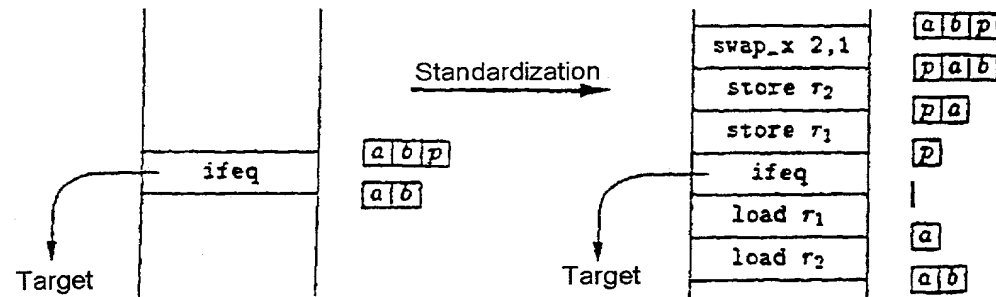 a b p
swap_x 2,1
Standardization
p a b
store r₂
p a
store r₁
a b p
p
ifeq
ifeq
a b
load r₁
a
load r₂
Target
Target
a b